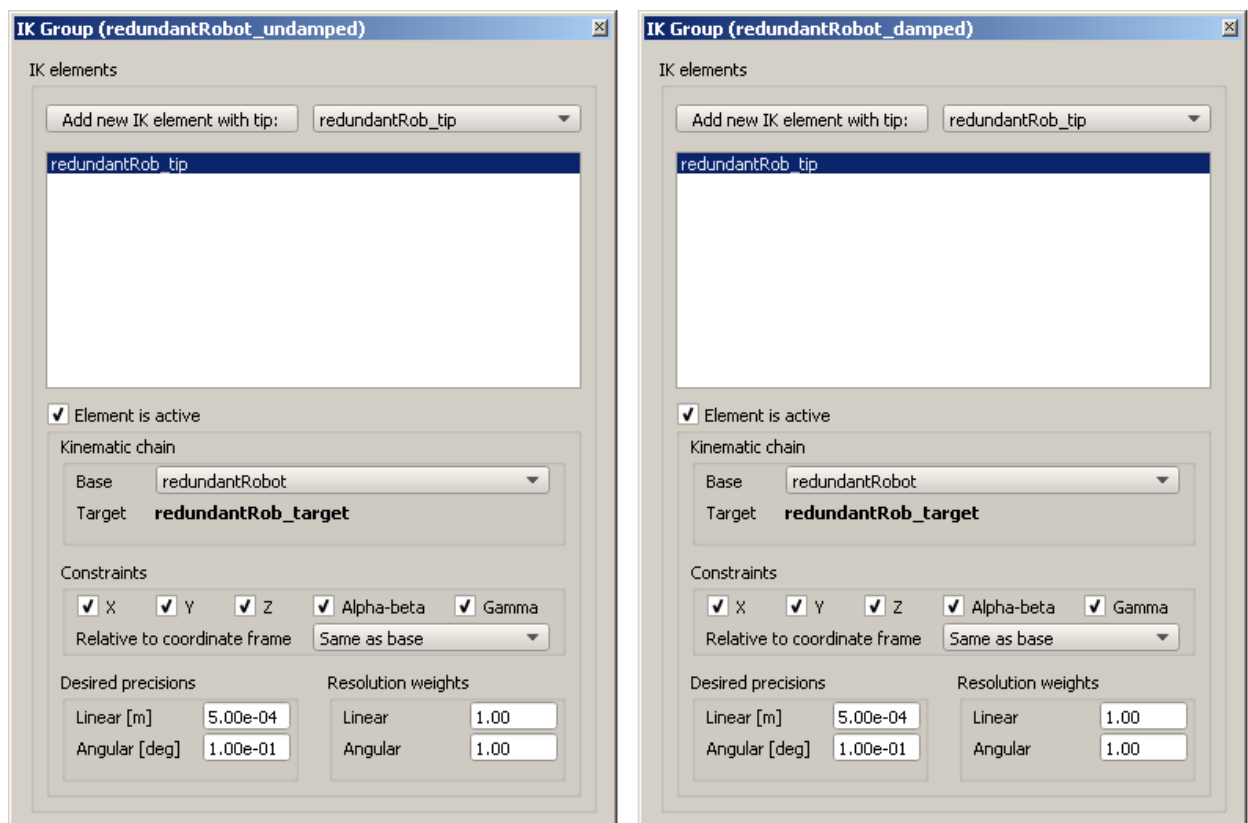 IK Group (redundantRobot_undamped)
IK elements
Add new IK element with tip: redundantRob_tip
redundantRob_tip
Element is active
Kinematic chain
Base redundantRobot
Target redundantRob_target
Constraints
X Y Z Alpha-beta Gamma
Relative to coordinate frame Same as base
Desired precisions Resolution weights
Linear [m] 5.00e-04 Linear 1.00
Angular [deg] 1.00e-01 Angular 1.00
IK Group (redundantRobot_damped)
IK elements
Add new IK element with tip: redundantRob_tip
redundantRob_tip
Element is active
Kinematic chain
Base redundantRobot
Target redundantRob_target
Constraints
X Y Z Alpha-beta Gamma
Relative to coordinate frame Same as base
Desired precisions Resolution weights
Linear [m] 5.00e-04 Linear 1.00
Angular [deg] 1.00e-01 Angular 1.00